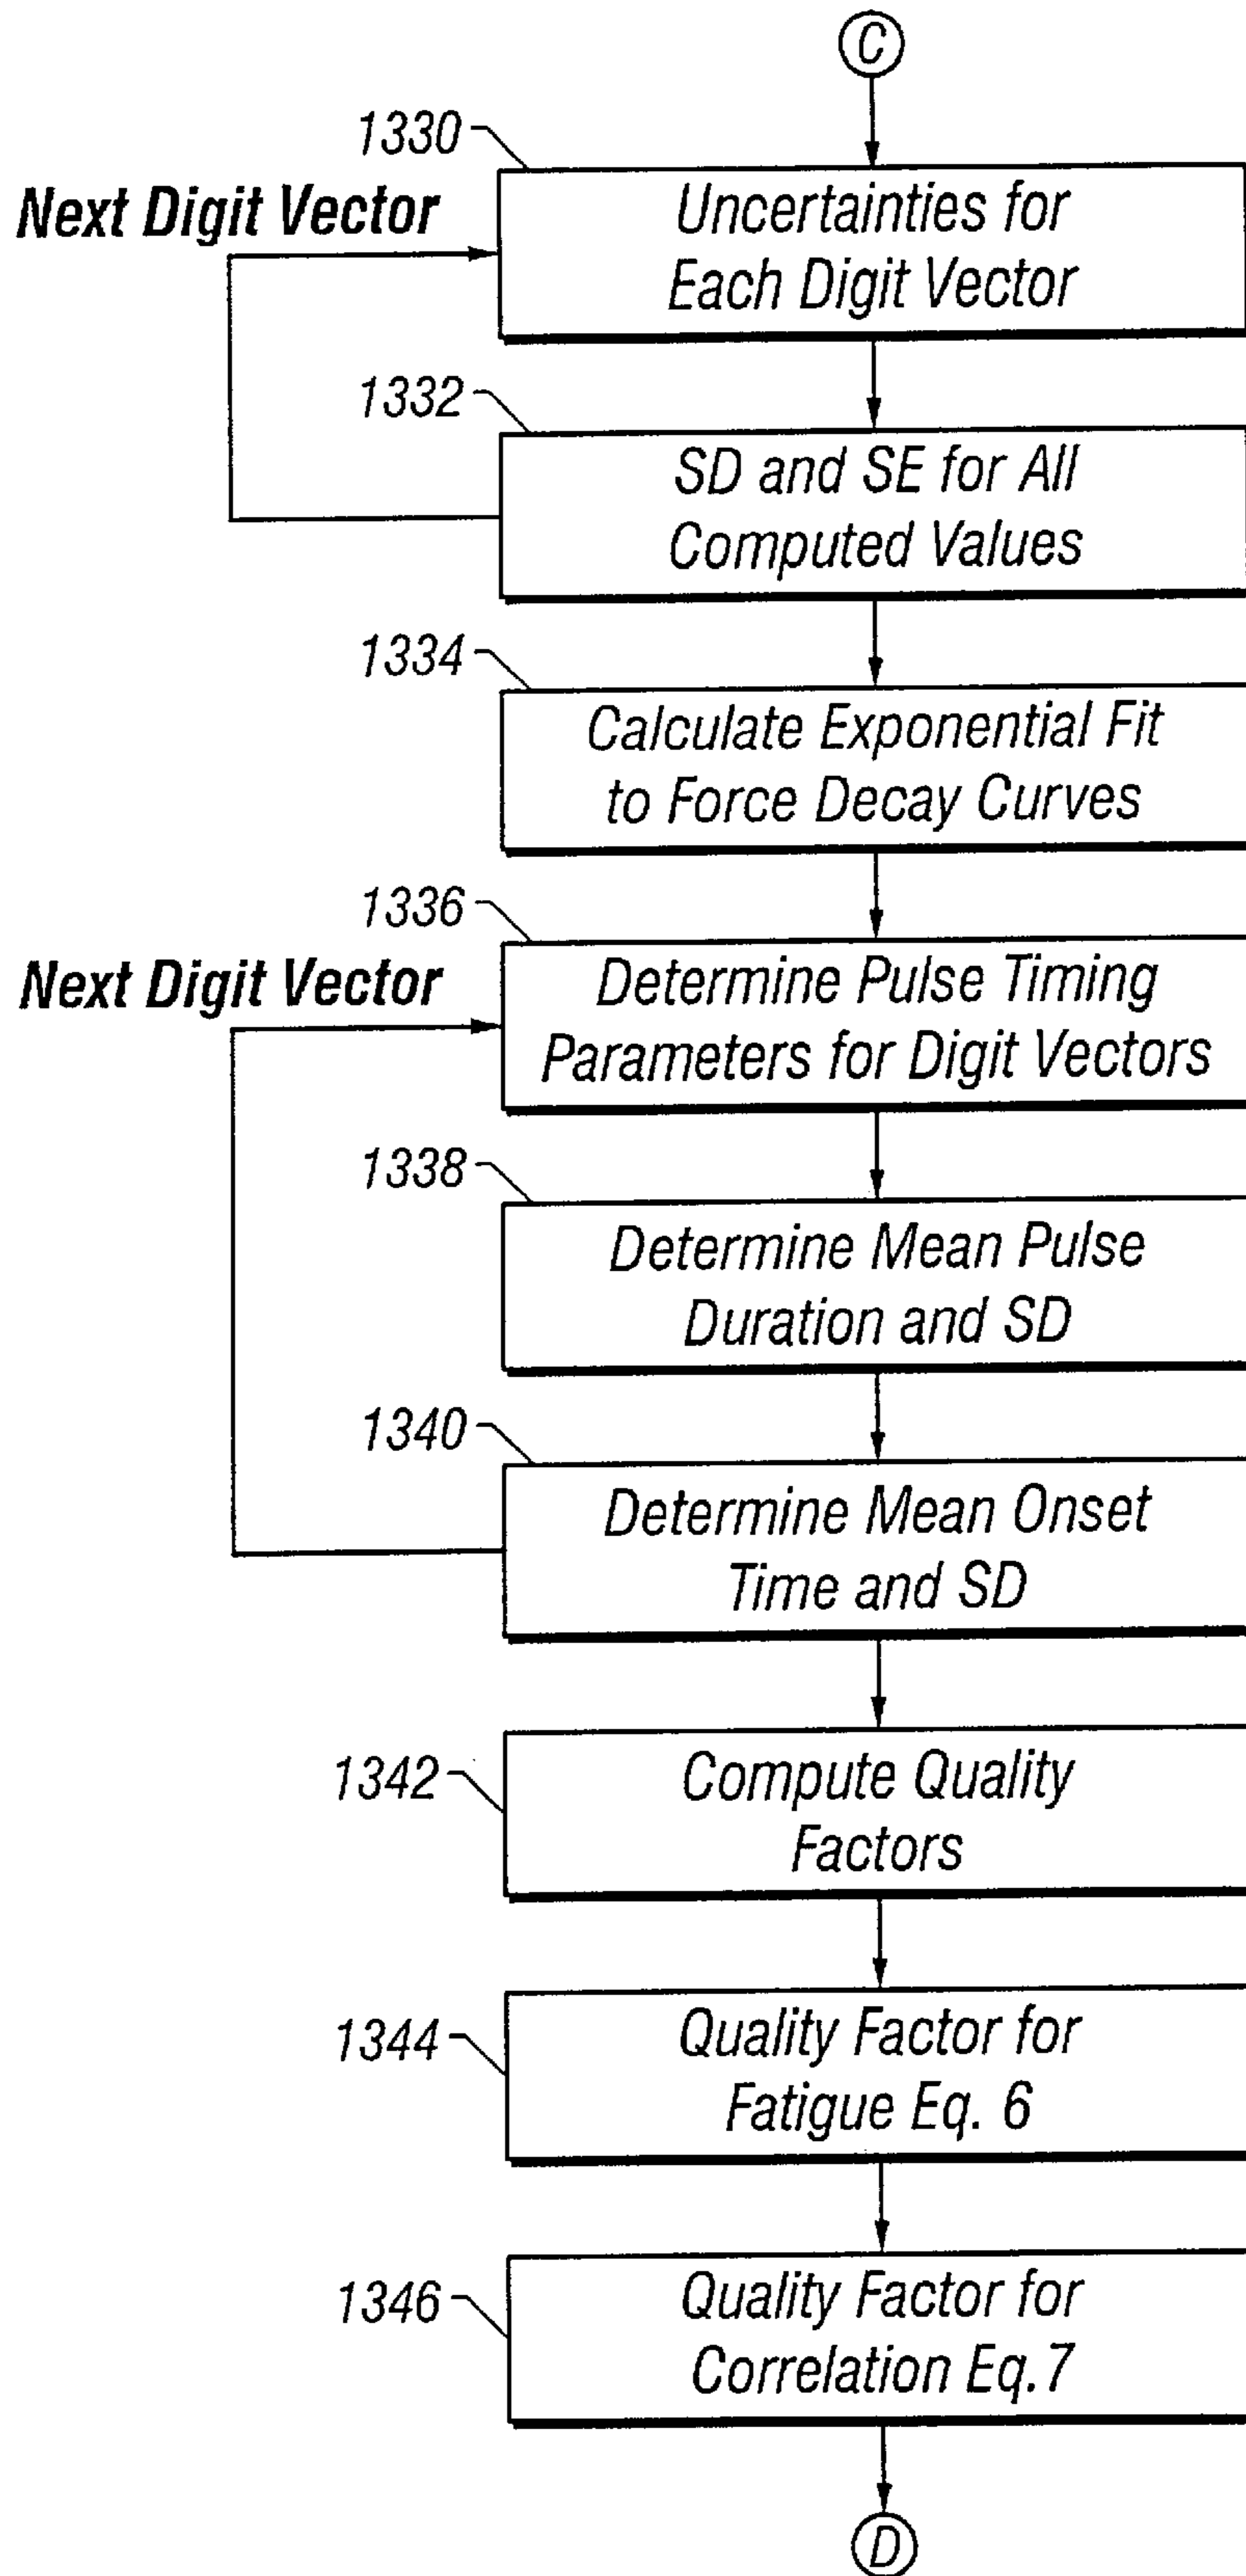 C
1330
Next Digit Vector
Uncertainties for
Each Digit Vector
1332
SD and SE for All
Computed Values
1334
Calculate Exponential Fit
to Force Decay Curves
1336
Next Digit Vector
Determine Pulse Timing
Parameters for Digit Vectors
1338
Determine Mean Pulse
Duration and SD
1340
Determine Mean Onset
Time and SD
1342
Compute Quality
Factors
1344
Quality Factor for
Fatigue Eq. 6
1346
Quality Factor for
Correlation Eq.7
D